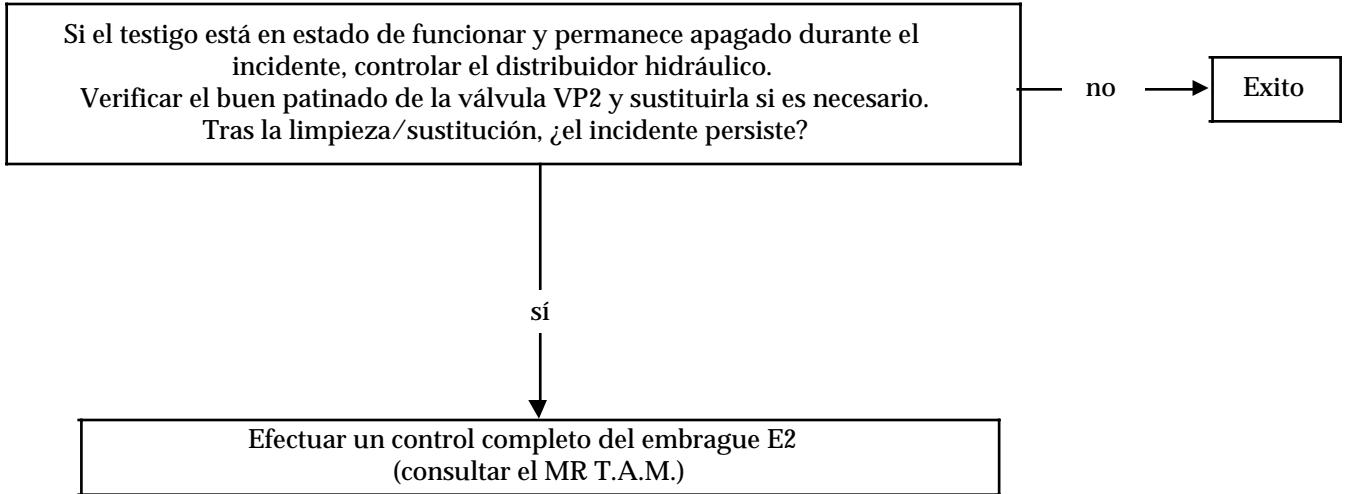 Si el testigo está en estado de funcionar y permanece apagado durante el
incidente, controlar el distribuidor hidráulico.
Verificar el buen patinado de la válvula VP2 y sustituirla si es necesario.
Tras la limpieza/sustitución, ¿el incidente persiste?
no
Exito
sí
Efectuar un control completo del embrague E2
(consultar el MR T.A.M.)